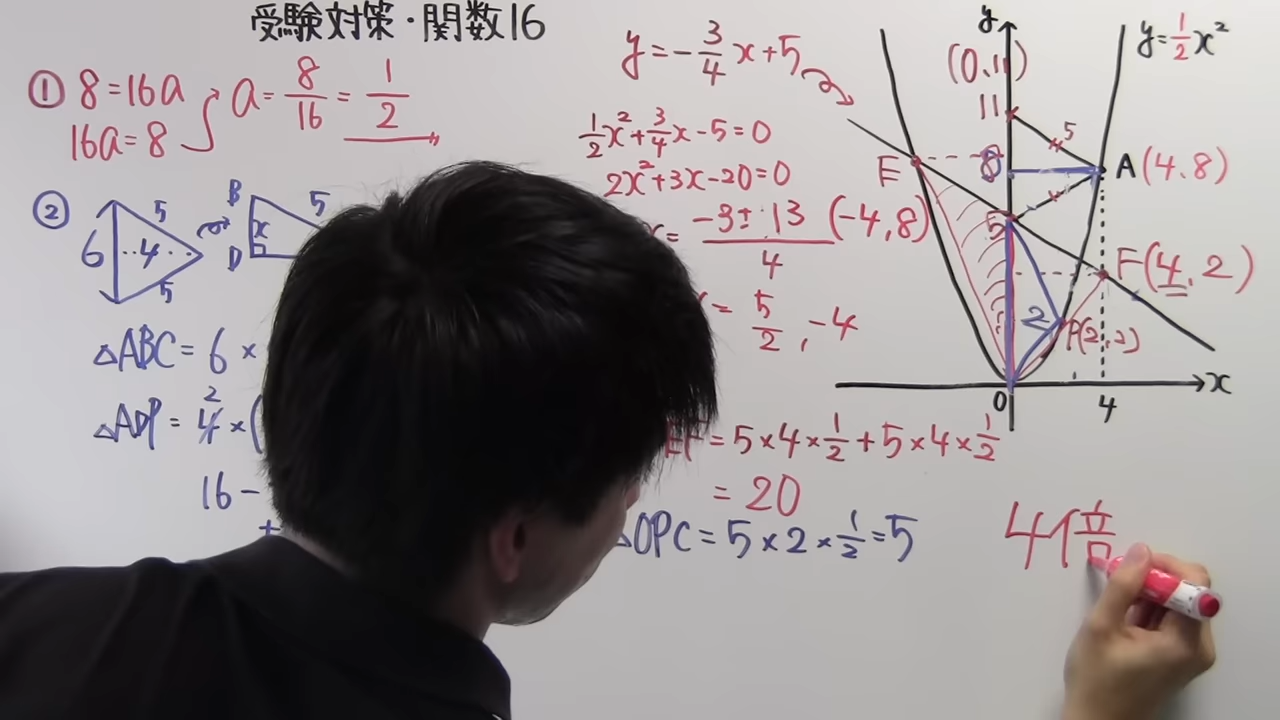 受験対策・関数16
① 8=16a
16a=8
a=8/16=1/2
②
6
5
4
5
B
D
x
5
△ABC=6×
△ADP=4×(
2
16-
+
y=-3/4x+5
1/2x²+3/4x-5=0
2x²+3x-20=0
x=-3±13/4
(-4,8)
=5/2,-4
=5×4×1/2+5×4×1/2
=20
△OPC=5×2×1/2=5
4倍
y
y=1/2x²
(0,11)
11
5
E
8
A(4,8)
5
F(4,2)
2
P(2,2)
0
4
x